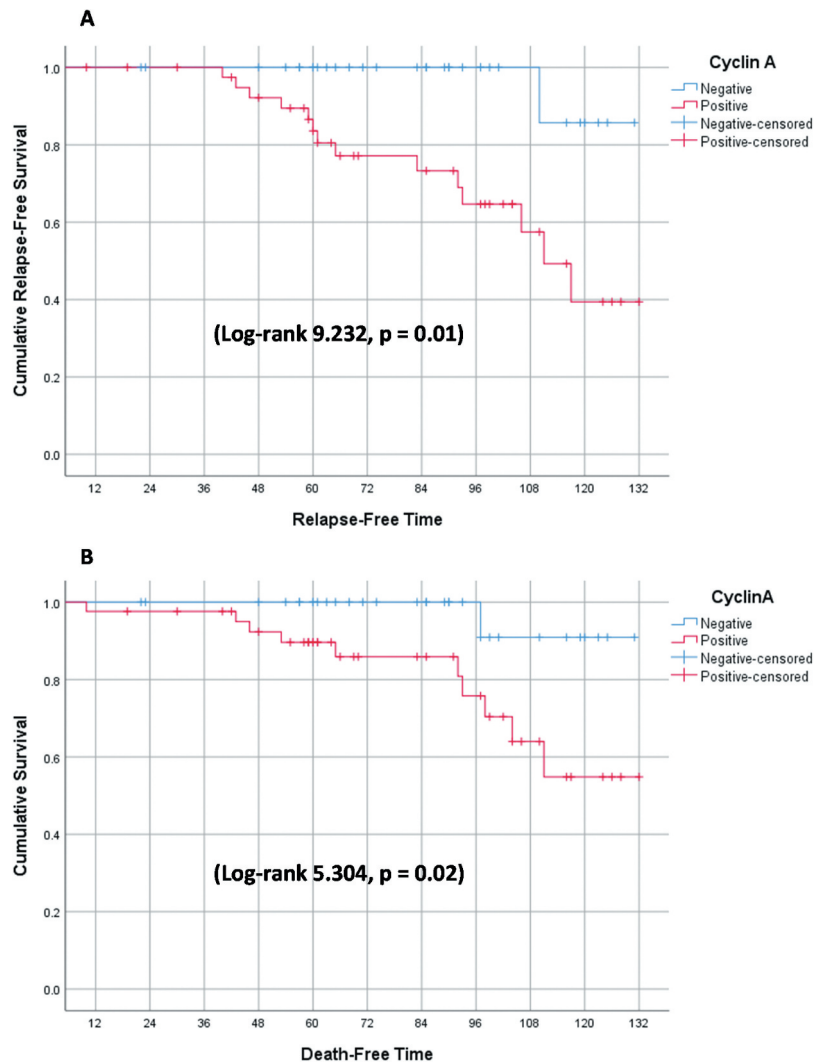 A
Cyclin A
Negative
Positive
Negative-censored
Positive-censored
Cumulative Relapse-Free Survival
1.0
0.8
0.6
0.4
0.2
0.0
(Log-rank 9.232, p = 0.01)
12 24 36 48 60 72 84 96 108 120 132
Relapse-Free Time
B
CyclinA
Negative
Positive
Negative-censored
Positive-censored
Cumulative Survival
1.0
0.8
0.6
0.4
0.2
0.0
(Log-rank 5.304, p = 0.02)
12 24 36 48 60 72 84 96 108 120 132
Death-Free Time